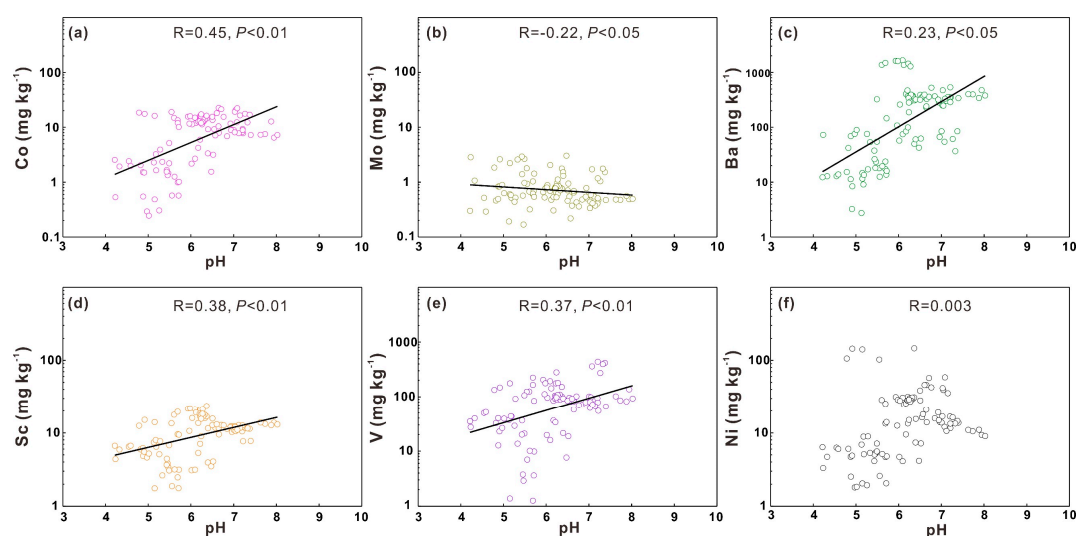 (a) R=0.45, P<0.01
Co (mg kg⁻¹)
100
10
1
0.1
3 4 5 6 7 8 9 10
pH
(b) R=-0.22, P<0.05
Mo (mg kg⁻¹)
100
10
1
0.1
3 4 5 6 7 8 9 10
pH
(c) R=0.23, P<0.05
Ba (mg kg⁻¹)
1000
100
10
1
3 4 5 6 7 8 9 10
pH
(d) R=0.38, P<0.01
Sc (mg kg⁻¹)
100
10
1
3 4 5 6 7 8 9 10
pH
(e) R=0.37, P<0.01
V (mg kg⁻¹)
1000
100
10
1
3 4 5 6 7 8 9 10
pH
(f) R=0.003
Ni (mg kg⁻¹)
100
10
1
3 4 5 6 7 8 9 10
pH